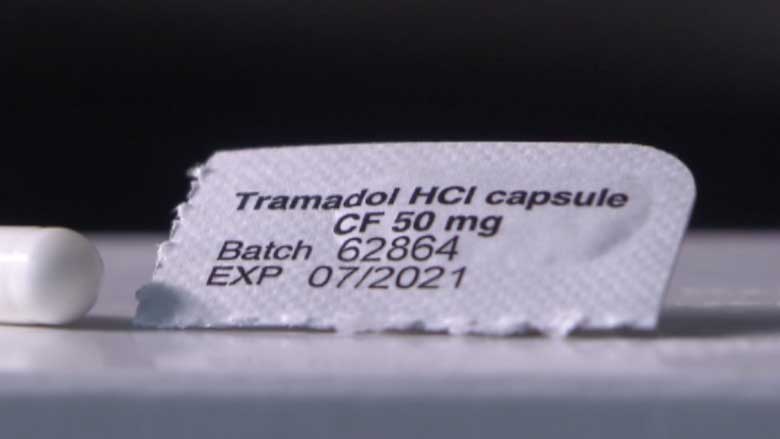 Tramadol HCl capsule
CF 50 mg
Batch 62864
EXP 07/2021